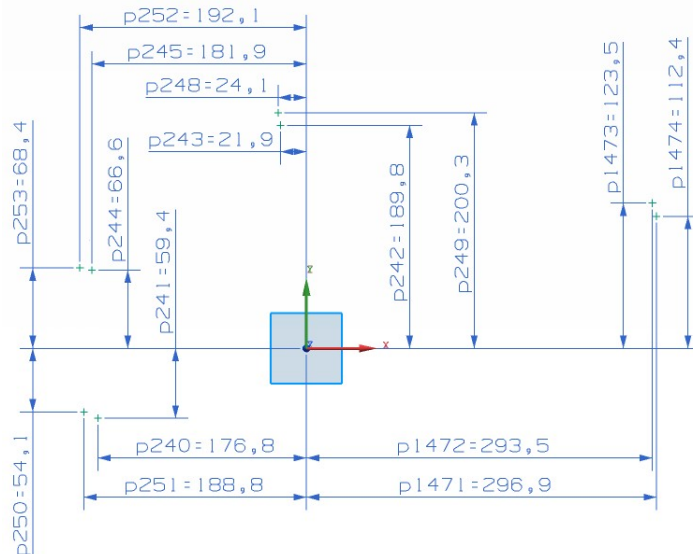 p252=192,1
p245=181,9
p248=24,1
p243=21,9
p253=68,4
p244=66,6
p241=59,4
p242=189,8
p249=200,3
p1473=123,5
p1474=112,4
Y
Z
X
p240=176,8
p1472=293,5
p251=188,8
p1471=296,9
p250=54,1